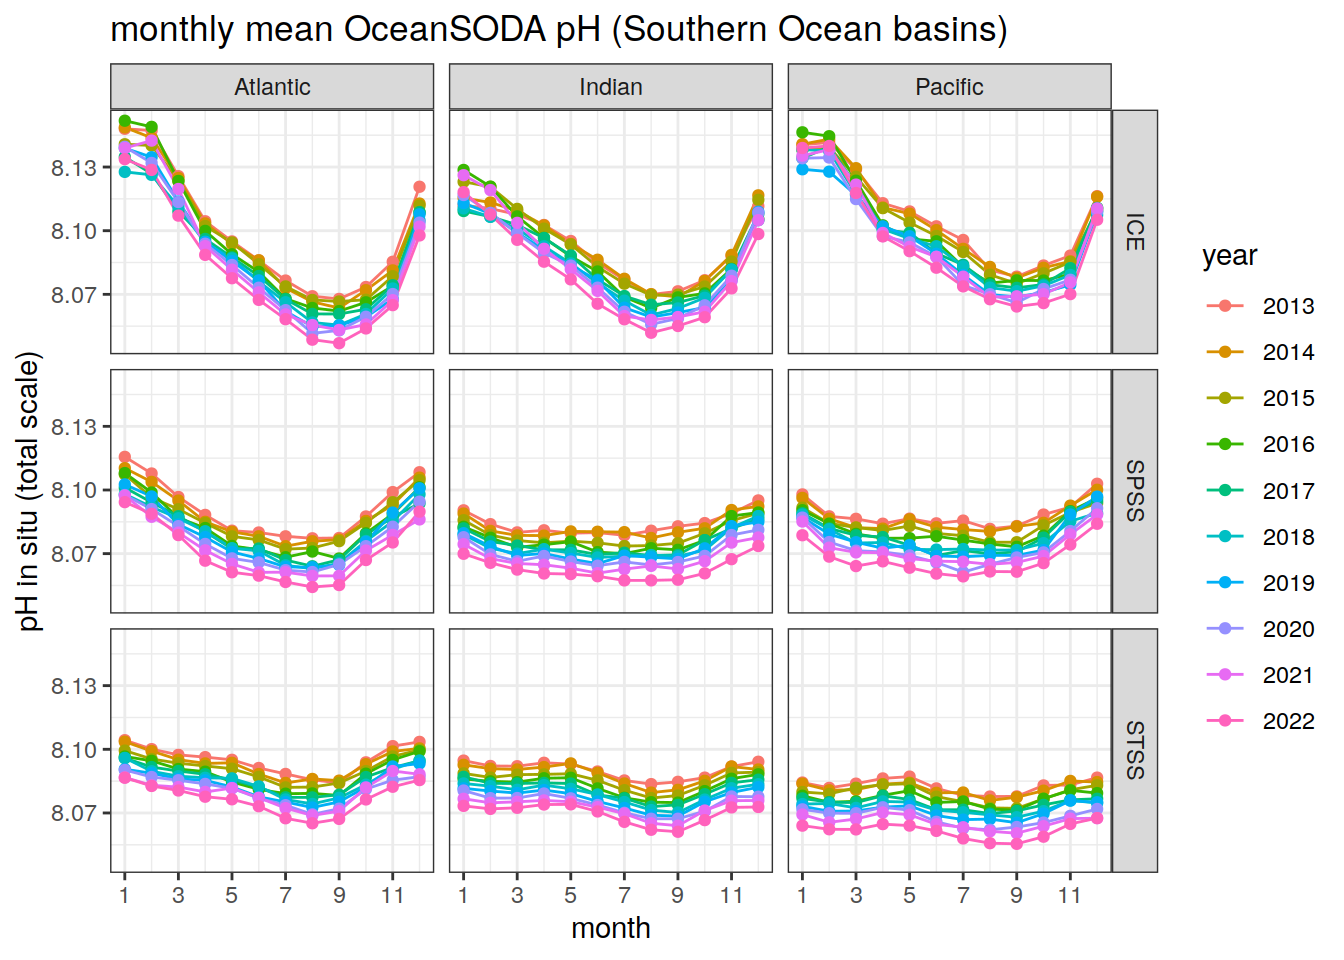 monthly mean OceanSODA pH (Southern Ocean basins)
Atlantic
Indian
Pacific
8.13
8.10
8.07
ICE
8.13
8.10
8.07
SPSS
8.13
8.10
8.07
STSS
1 3 5 7 9 11
1 3 5 7 9 11
1 3 5 7 9 11
month
pH in situ (total scale)
year
2013
2014
2015
2016
2017
2018
2019
2020
2021
2022